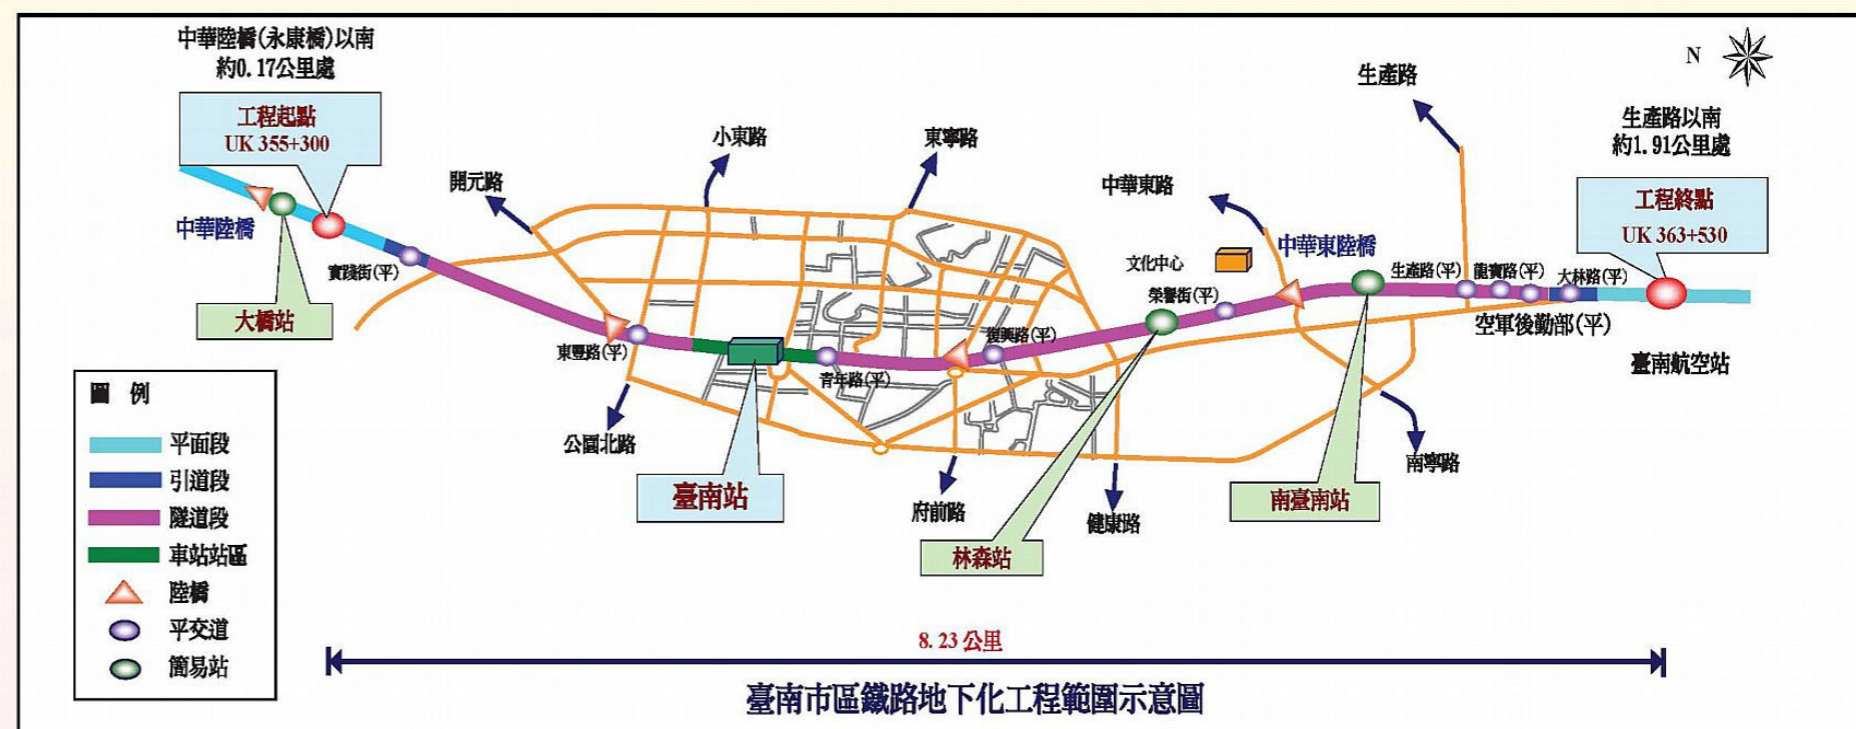 中華陸橋(永康橋)以南
約0.17公里處
工程起點
UK 355+300
N
生產路
生產路以南
約1.91公里處
工程終點
UK 363+530
小東路
東寧路
開元路
中華東路
中華陸橋
中華東陸橋
文化中心
實踐街(平)
生產路(平)
龍寶路(平)
大林路(平)
榮譽街(平)
大橋站
東豐路(平)
青年路(平)
復興路(平)
空軍後勤部(平)
臺南航空站
公園北路
臺南站
府前路
林森站
健康路
南臺南站
南寧路
圖 例
平面段
引道段
隧道段
車站站區
陸橋
平交道
簡易站
8.23公里
臺南市區鐵路地下化工程範圍示意圖